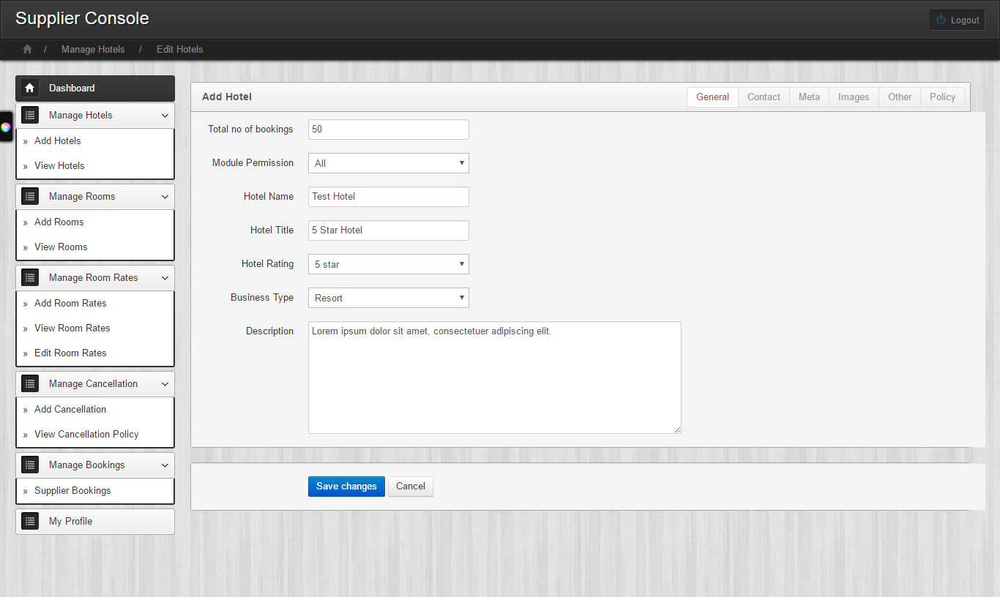 Supplier Console
Logout
/ Manage Hotels / Edit Hotels
Dashboard
Manage Hotels
» Add Hotels
» View Hotels
Manage Rooms
» Add Rooms
» View Rooms
Manage Room Rates
» Add Room Rates
» View Room Rates
» Edit Room Rates
Manage Cancellation
» Add Cancellation
» View Cancellation Policy
Manage Bookings
» Supplier Bookings
My Profile
Add Hotel
General Contact Meta Images Other Policy
Total no of bookings 50
Module Permission All
Hotel Name Test Hotel
Hotel Title 5 Star Hotel
Hotel Rating 5 star
Business Type Resort
Description Lorem ipsum dolor sit amet, consectetuer adipiscing elit.
Save changes Cancel